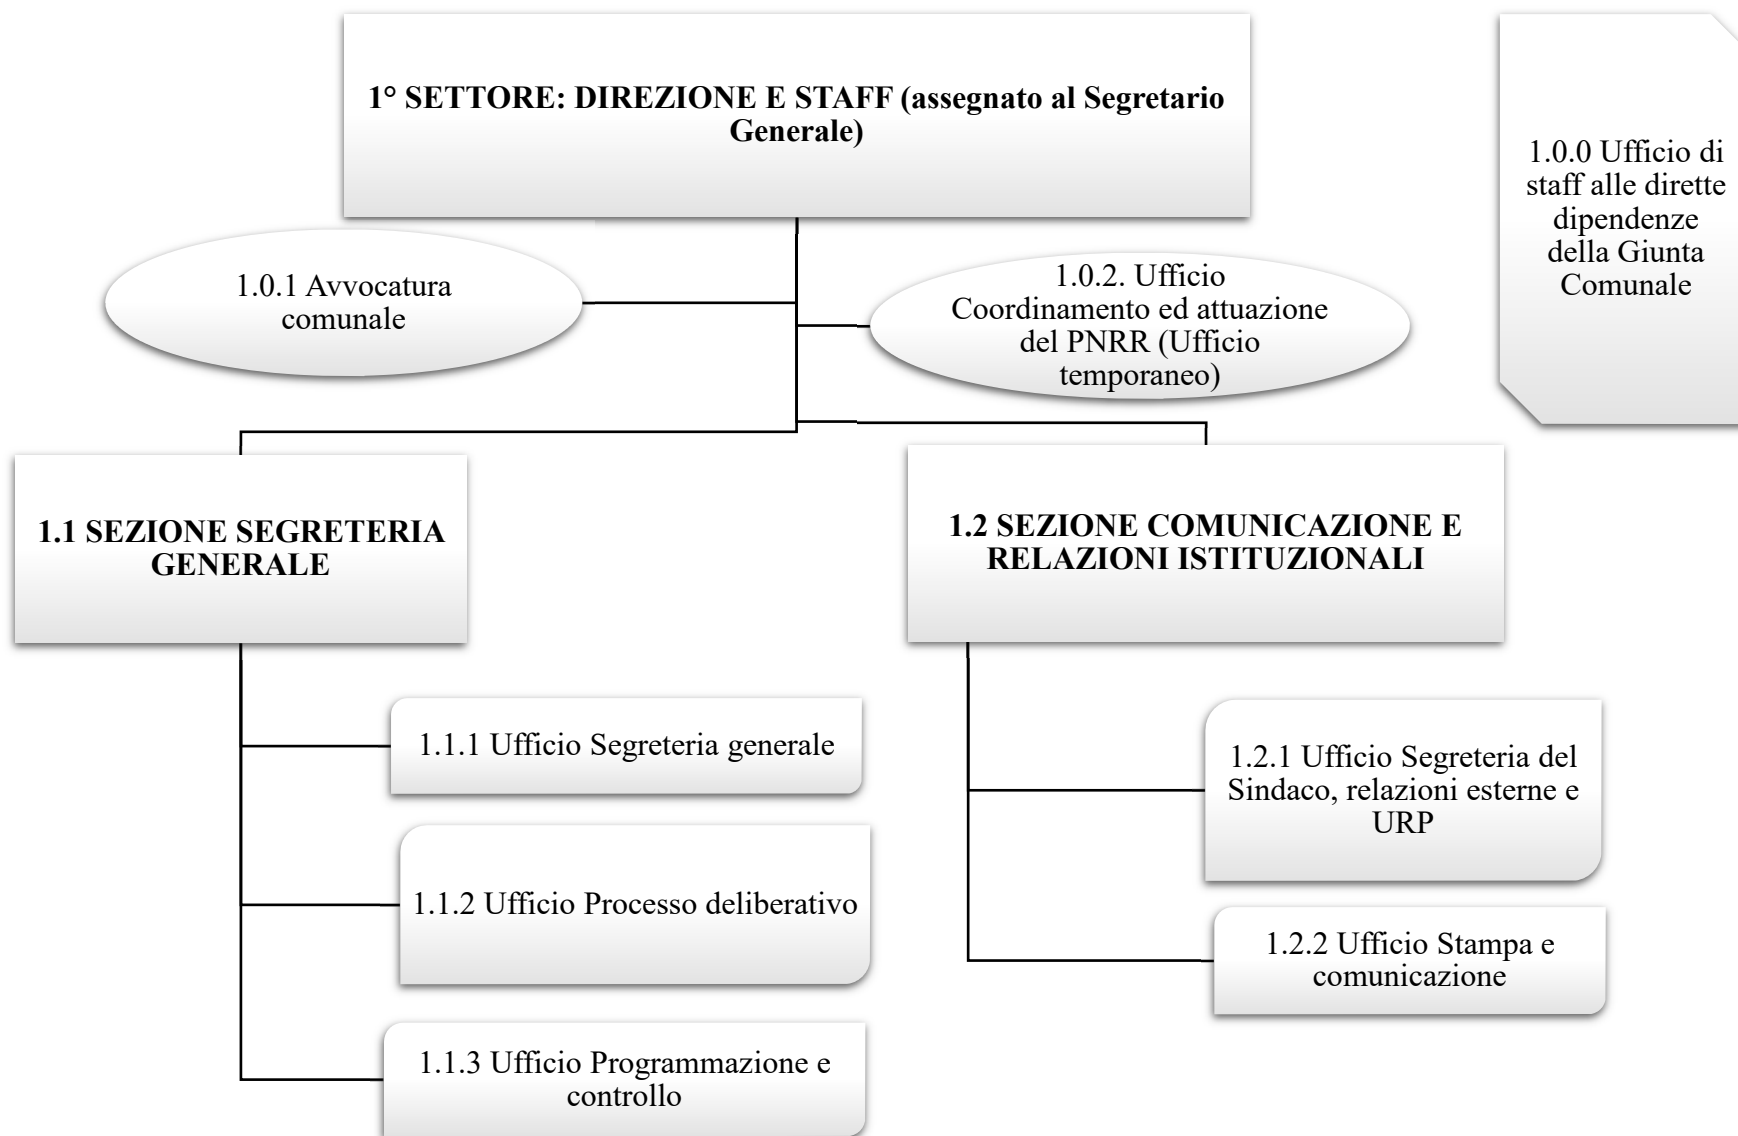 1° SETTORE: DIREZIONE E STAFF (assegnato al Segretario
Generale)
1.0.0 Ufficio di
staff alle dirette
dipendenze
della Giunta
Comunale
1.0.1 Avvocatura
comunale
1.0.2. Ufficio
Coordinamento ed attuazione
del PNRR (Ufficio
temporaneo)
1.1 SEZIONE SEGRETERIA
GENERALE
1.2 SEZIONE COMUNICAZIONE E
RELAZIONI ISTITUZIONALI
1.1.1 Ufficio Segreteria generale
1.1.2 Ufficio Processo deliberativo
1.1.3 Ufficio Programmazione e
controllo
1.2.1 Ufficio Segreteria del
Sindaco, relazioni esterne e
URP
1.2.2 Ufficio Stampa e
comunicazione